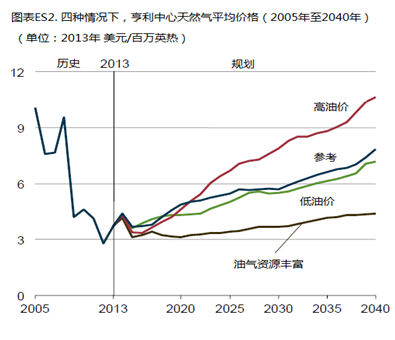 图表ES2. 四种情况下，亨利中心天然气平均价格（2005年至2040年）
（单位：2013年 美元/百万英热）
历史 2013 规划
12
高油价
9
参考
6
低油价
3
油气资源丰富
0
2005 2013 2020 2025 2030 2035 2040